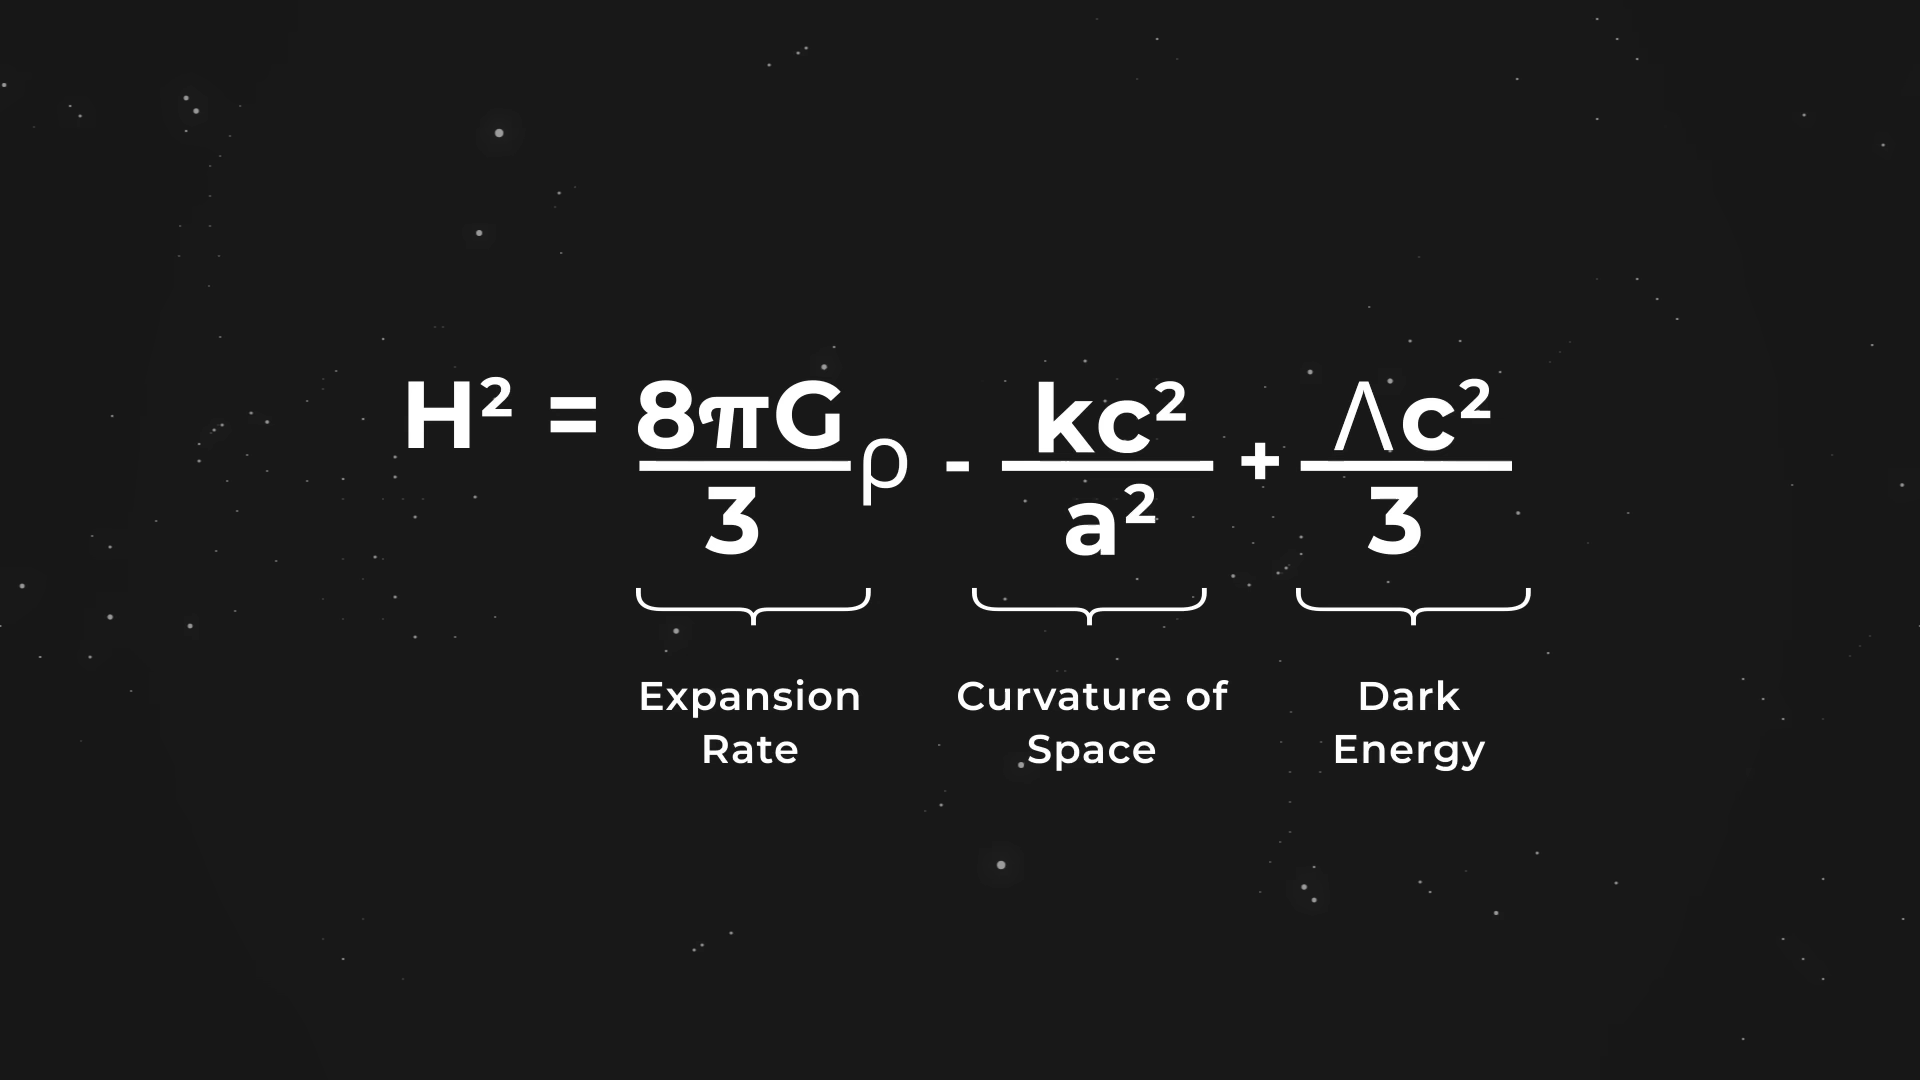 H² = 8πG/3 ρ - kc²/a² + Λc²/3
Expansion Rate
Curvature of Space
Dark Energy